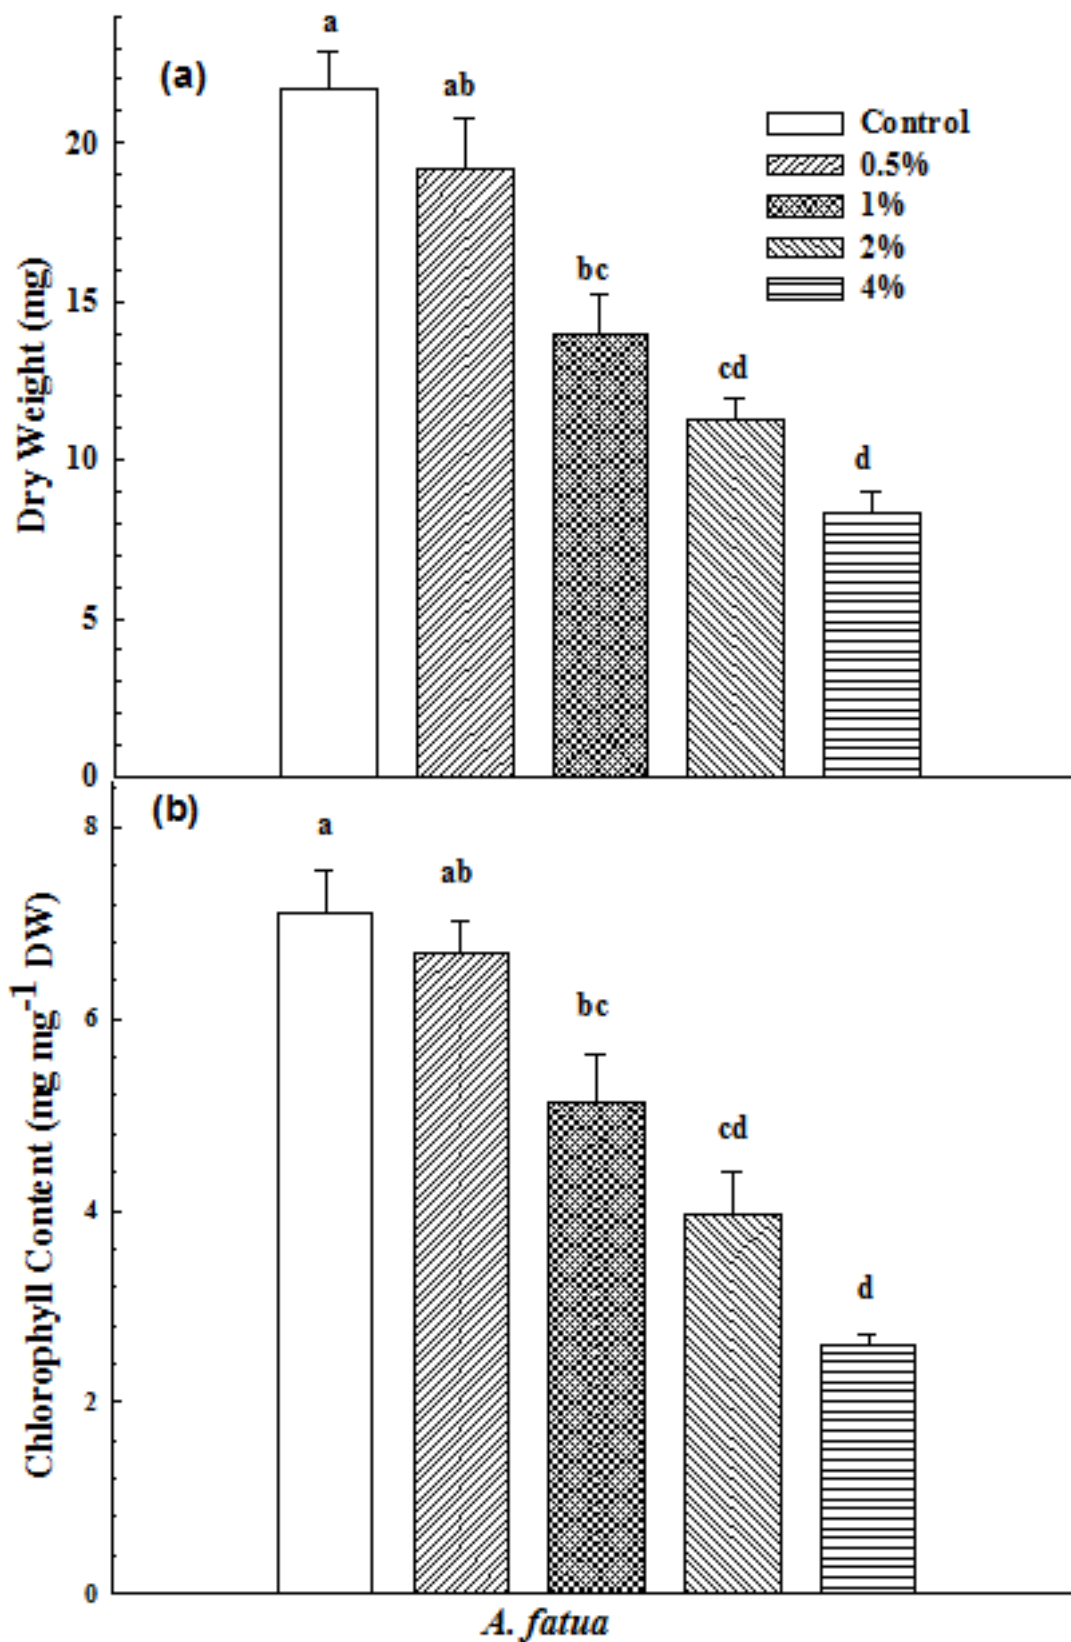 (a)
a
ab
bc
cd
d
Control
0.5%
1%
2%
4%
20
15
10
5
0
Dry Weight (mg)
(b)
a
ab
bc
cd
d
8
6
4
2
0
Chlorophyll Content (mg mg⁻¹ DW)
A. fatua